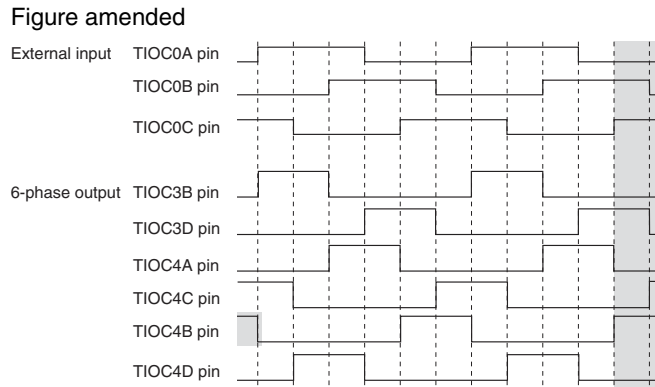 Figure amended
External input TIOC0A pin
TIOC0B pin
TIOC0C pin
6-phase output TIOC3B pin
TIOC3D pin
TIOC4A pin
TIOC4C pin
TIOC4B pin
TIOC4D pin